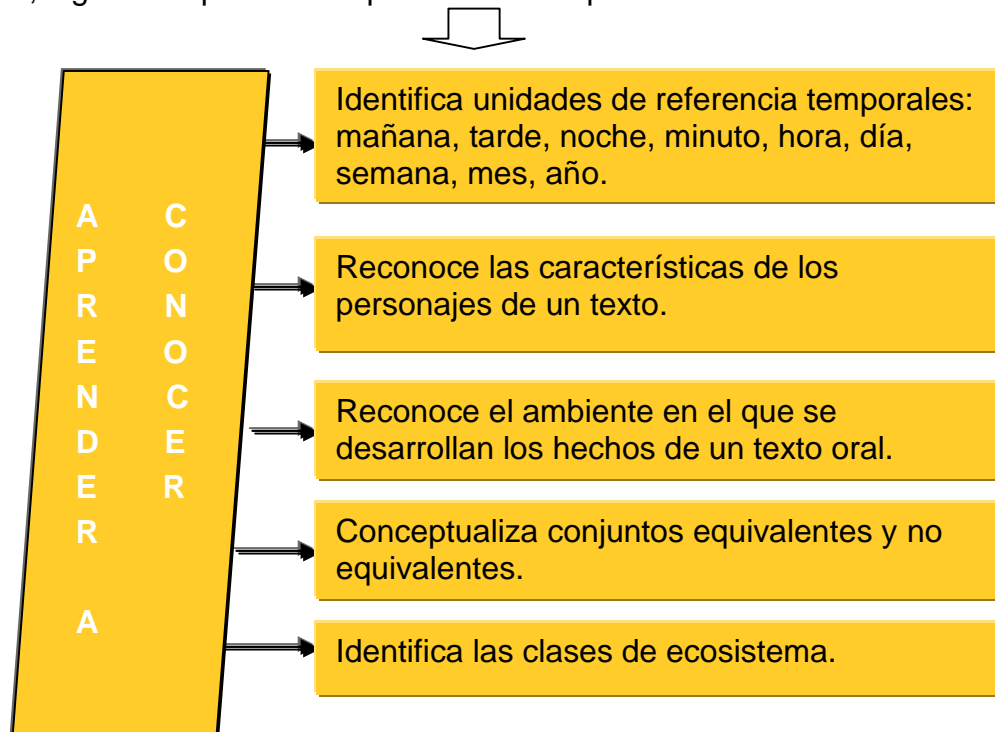 APRENDER A
CONOCER
Identifica unidades de referencia temporales:
mañana, tarde, noche, minuto, hora, día,
semana, mes, año.
Reconoce las características de los
personajes de un texto.
Reconoce el ambiente en el que se
desarrollan los hechos de un texto oral.
Conceptualiza conjuntos equivalentes y no
equivalentes.
Identifica las clases de ecosistema.